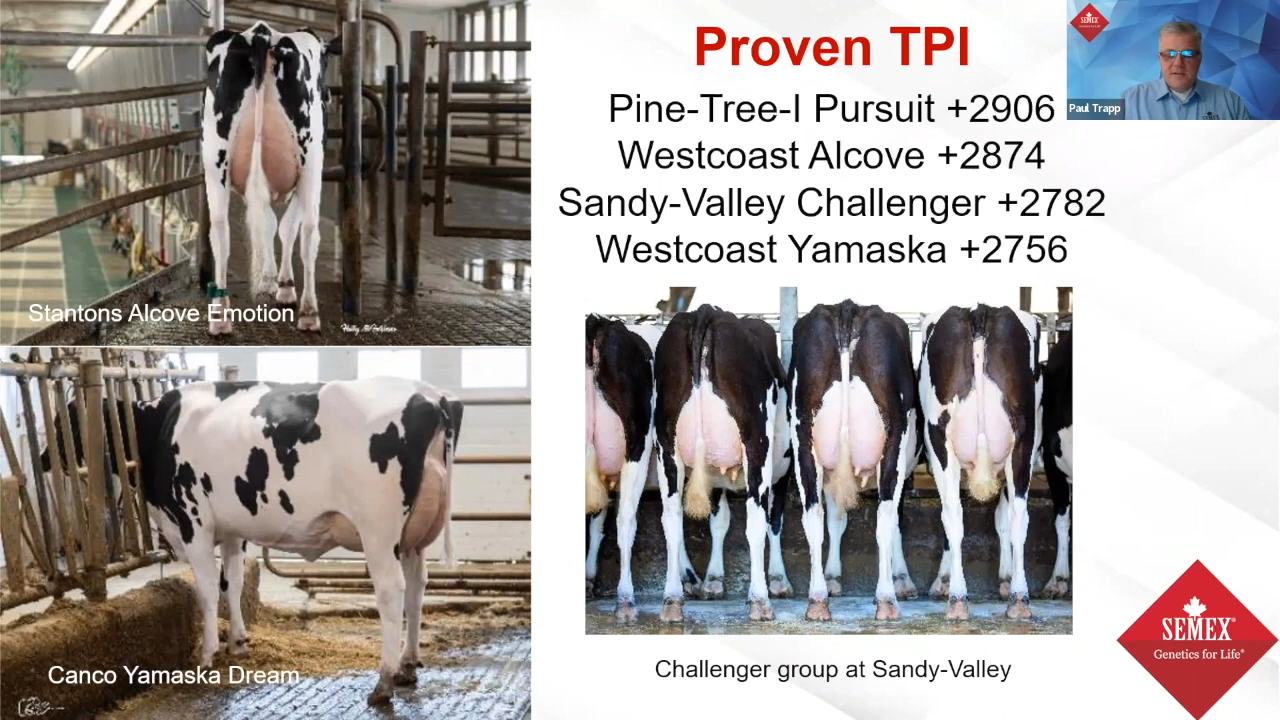 Proven TPI
Pine-Tree-I Pursuit +2906
Westcoast Alcove +2874
Sandy-Valley Challenger +2782
Westcoast Yamaska +2756
SEMEX
Paul Trapp
Stantons Alcove Emotion
Canco Yamaska Dream
Challenger group at Sandy-Valley
SEMEX®
Genetics for Life®